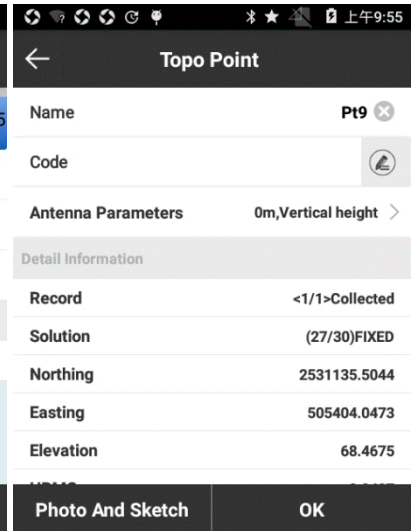 上午9:55
Topo Point
Name Pt9
Code
Antenna Parameters 0m,Vertical height
Detail Information
Record <1/1>Collected
Solution (27/30)FIXED
Northing 2531135.5044
Easting 505404.0473
Elevation 68.4675
Photo And Sketch OK